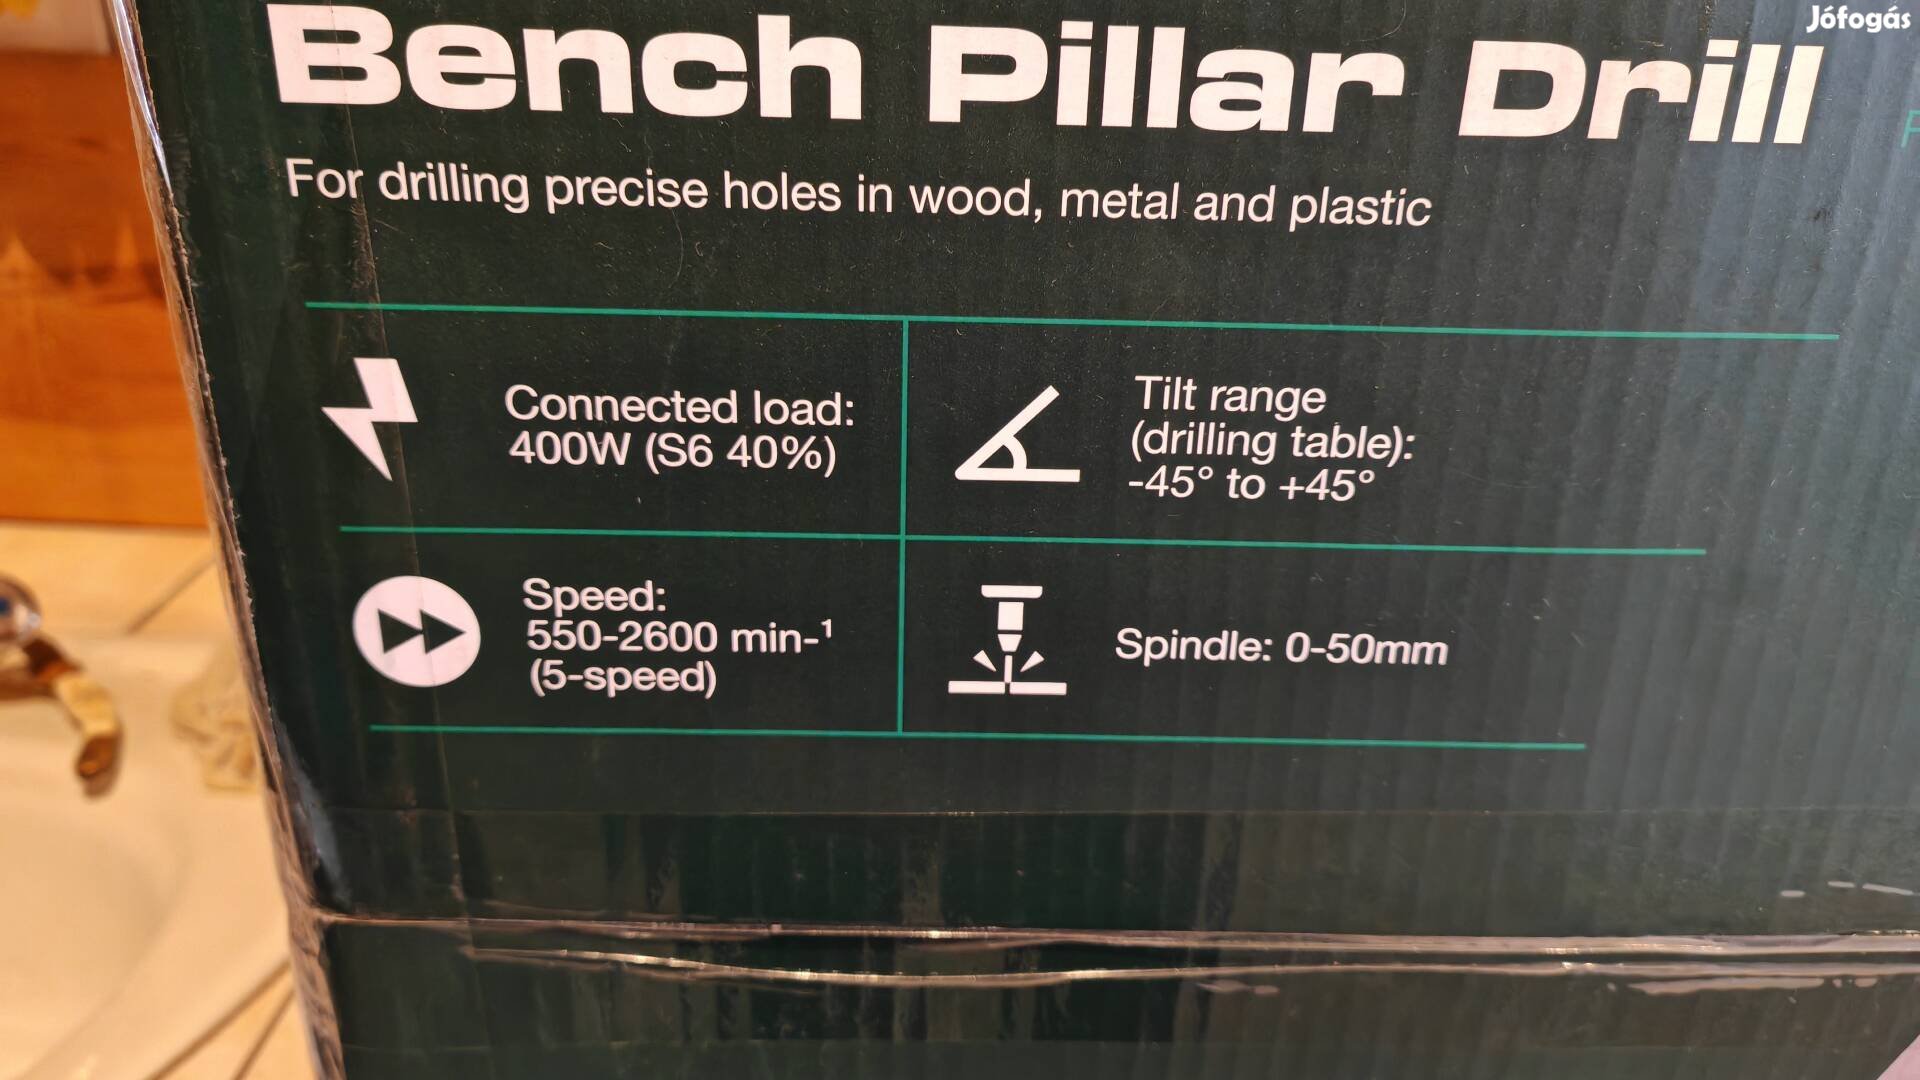 Jófogás
Bench Pillar Drill
For drilling precise holes in wood, metal and plastic
Connected load:
400W (S6 40%)
Tilt range
(drilling table):
-45° to +45°
Speed:
550-2600 min-¹
(5-speed)
Spindle: 0-50mm